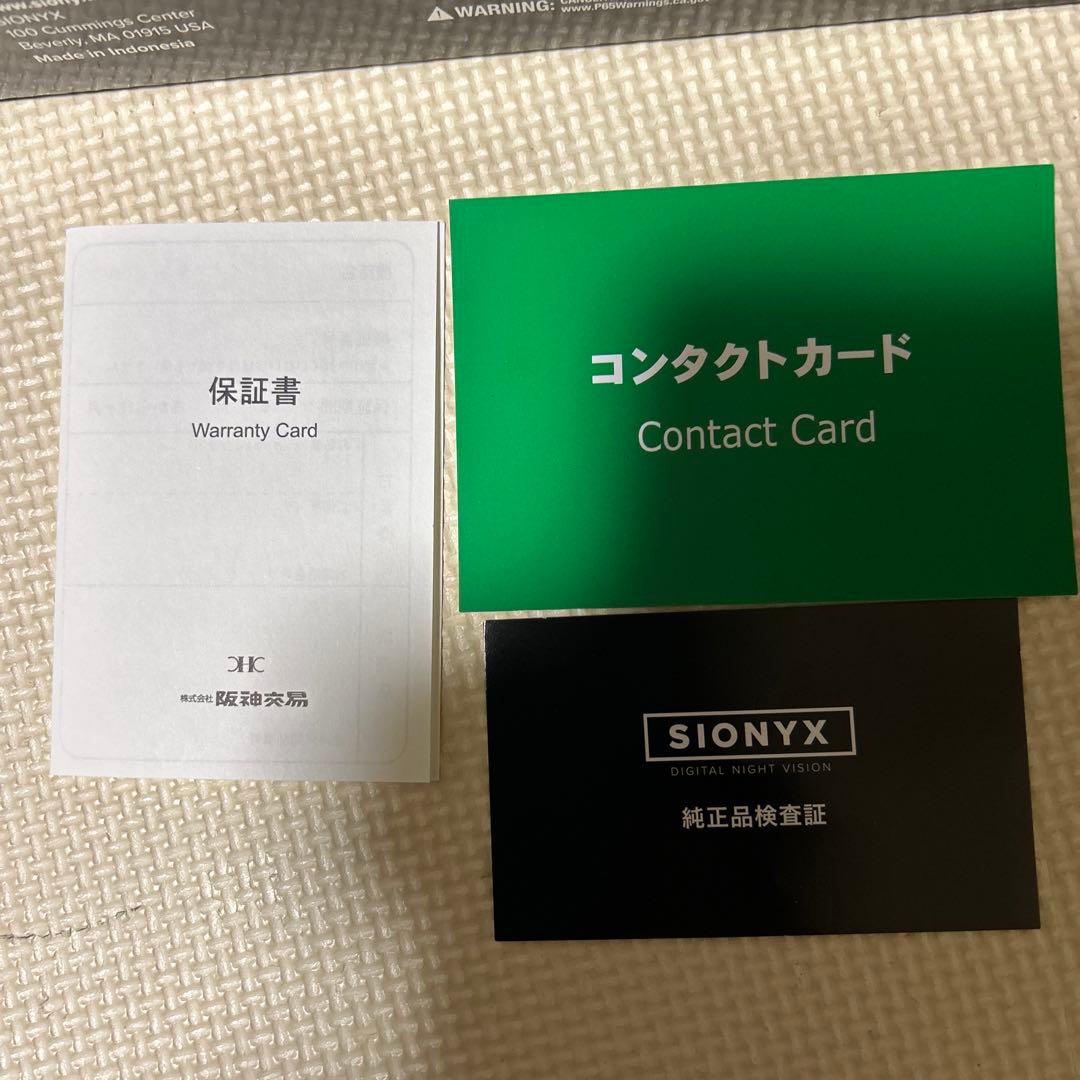 SIONYX
100 Cummings Center
Beverly, MA 01915 USA
Made in Indonesia
WARNING:
www.P65Warnings.ca.gov
保証書
Warranty Card
株式会社 阪神交易
コンタクトカード
Contact Card
SIONYX
DIGITAL NIGHT VISION
純正品検査証